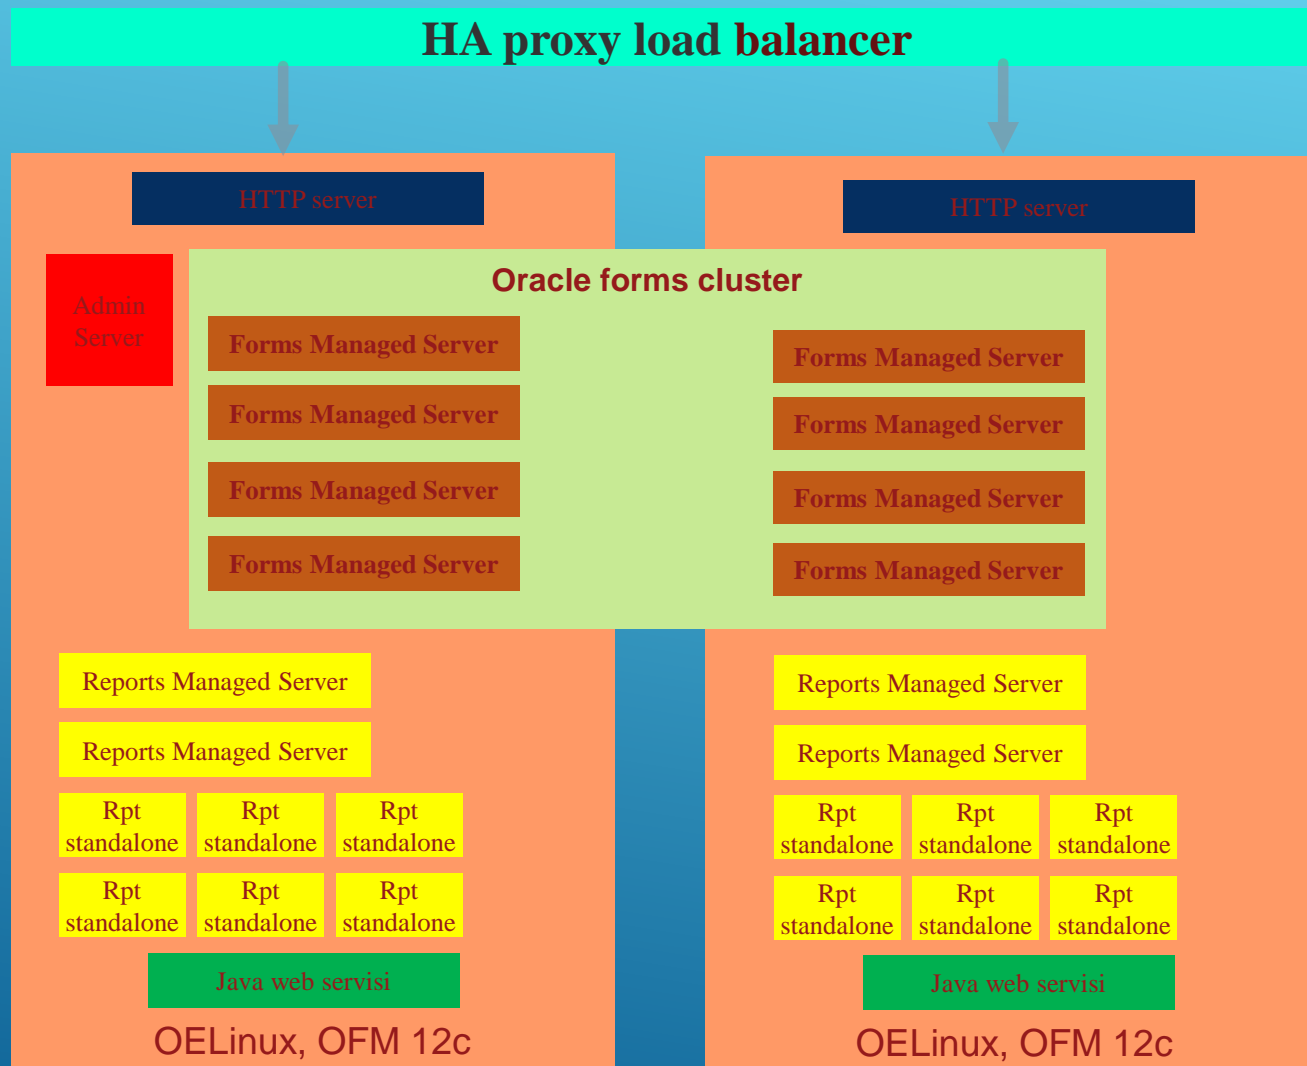 HA proxy load balancer
HTTP server
HTTP server
Admin
Server
Oracle forms cluster
Forms Managed Server
Forms Managed Server
Forms Managed Server
Forms Managed Server
Forms Managed Server
Forms Managed Server
Forms Managed Server
Forms Managed Server
Reports Managed Server
Reports Managed Server
Rpt
standalone
Rpt
standalone
Rpt
standalone
Rpt
standalone
Rpt
standalone
Rpt
standalone
Java web servisi
OELinux, OFM 12c
Reports Managed Server
Reports Managed Server
Rpt
standalone
Rpt
standalone
Rpt
standalone
Rpt
standalone
Rpt
standalone
Rpt
standalone
Java web servisi
OELinux, OFM 12c